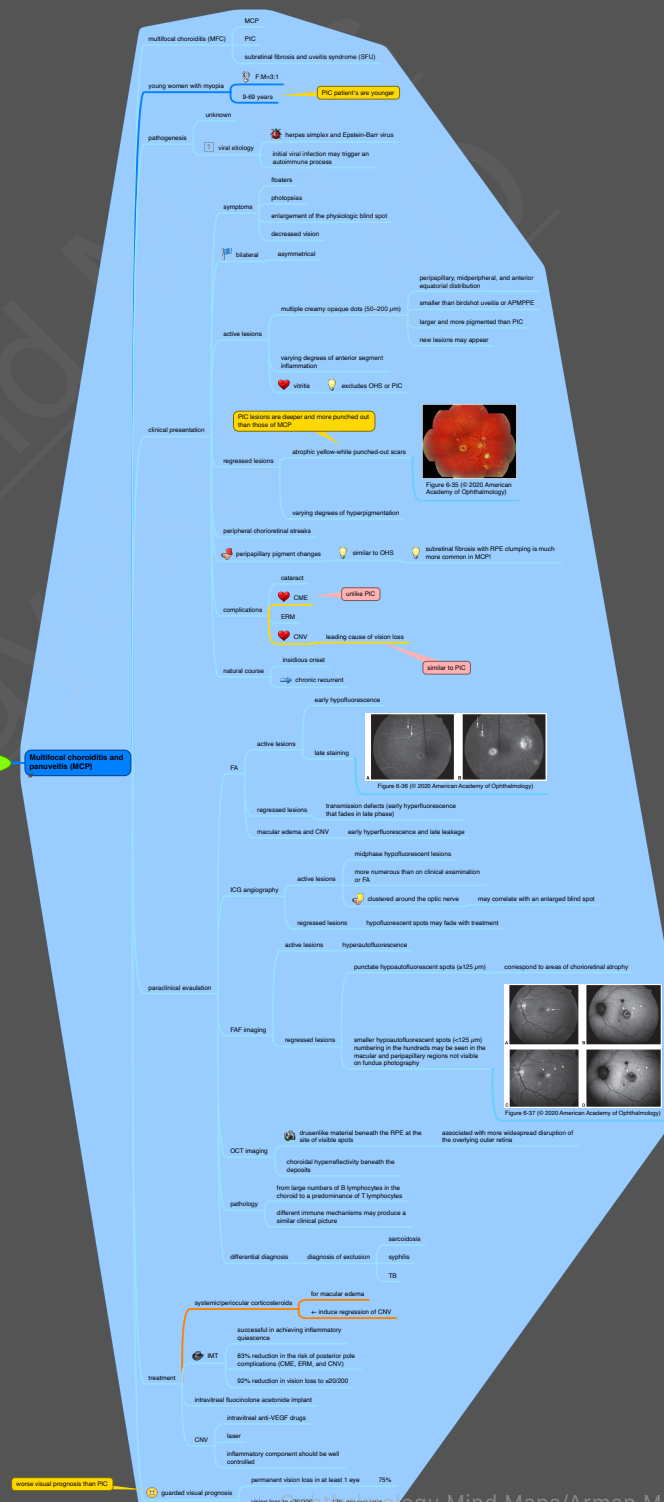 multifocal choroiditis (MFC)
MCP
PIC
subretinal fibrosis and uveitis syndrome (SFU)
young women with myopia
F:M=3:1
9-69 years
PIC patient's are younger
pathogenesis
unknown
viral etiology
herpes simplex and Epstein-Barr virus
initial viral infection may trigger an
autoimmune process
clinical presentation
symptoms
floaters
photopsias
enlargement of the physiologic blind spot
decreased vision
bilateral
asymmetrical
active lesions
multiple creamy opaque dots (50–200 µm)
peripapillary, midperipheral, and anterior
equatorial distribution
smaller than birdshot uveitis or APMPPE
larger and more pigmented than PIC
new lesions may appear
varying degrees of anterior segment
inflammation
vitritis
excludes OHS or PIC
PIC lesions are deeper and more punched out
than those of MCP
regressed lesions
atrophic yellow-white punched-out scars
Figure 6-35 (© 2020 American
Academy of Ophthalmology)
varying degrees of hyperpigmentation
peripheral chorioretinal streaks
peripapillary pigment changes
similar to OHS
subretinal fibrosis with RPE clumping is much
more common in MCP!
complications
cataract
CME
unlike PIC
ERM
CNV
leading cause of vision loss
similar to PIC
natural course
insidious onset
chronic recurrent
Multifocal choroiditis and
panuveitis (MCP)
paraclinical evaulation
FA
active lesions
early hypofluorescence
late staining
A
B
Figure 6-36 (© 2020 American Academy of Ophthalmology)
regressed lesions
transmission defects (early hyperfluorescence
that fades in late phase)
macular edema and CNV
early hyperfluorescence and late leakage
ICG angiography
active lesions
midphase hypofluorescent lesions
more numerous than on clinical examination
or FA
clustered around the optic nerve
may correlate with an enlarged blind spot
regressed lesions
hypofluorescent spots may fade with treatment
FAF imaging
active lesions
hyperautofluorescence
regressed lesions
punctate hypoautofluorescent spots (≥125 µm)
correspond to areas of chorioretinal atrophy
smaller hypoautofluorescent spots (<125 µm)
numbering in the hundreds may be seen in the
macular and peripapillary regions not visible
on fundus photography
A
B
C
D
Figure 6-37 (© 2020 American Academy of Ophthalmology)
OCT imaging
drusenlike material beneath the RPE at the
site of visible spots
associated with more widespread disruption of
the overlying outer retina
choroidal hyperreflectivity beneath the
deposits
pathology
from large numbers of B lymphocytes in the
choroid to a predominance of T lymphocytes
different immune mechanisms may produce a
similar clinical picture
differential diagnosis
diagnosis of exclusion
sarcoidosis
syphilis
TB
treatment
systemic/periocular corticosteroids
for macular edema
← induce regression of CNV
IMT
successful in achieving inflammatory
quiescence
83% reduction in the risk of posterior pole
complications (CME, ERM, and CNV)
92% reduction in vision loss to ≤20/200
intravitreal fluocinolone acetonide implant
CNV
intravitreal anti-VEGF drugs
laser
inflammatory component should be well
controlled
worse visual prognosis than PIC
guarded visual prognosis
permanent vision loss in at least 1 eye
75%